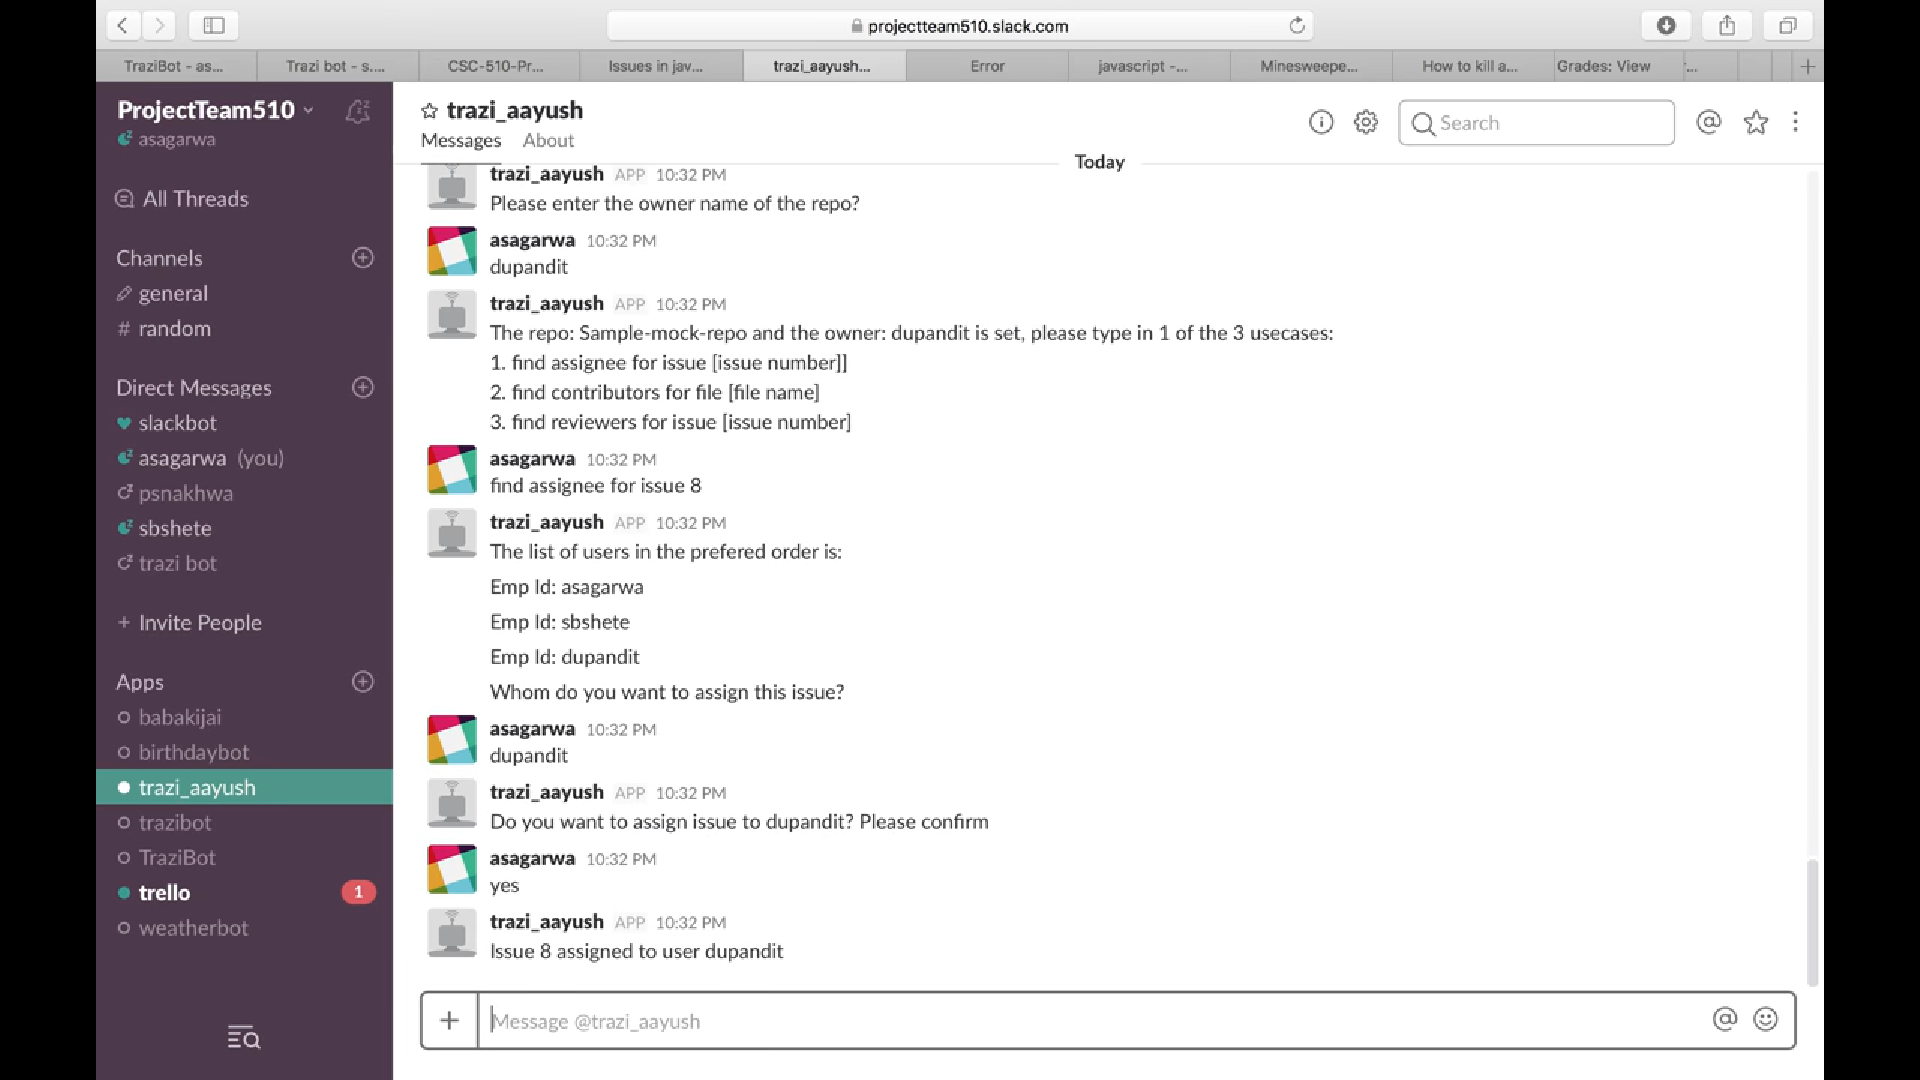 projectteam510.slack.com
TraziBot - as...
Trazi bot - s....
CSC-510-Pr...
Issues in jav...
trazi_aayush...
Error
javascript -...
Minesweepe...
How to kill a...
Grades: View
ProjectTeam510
asagarwa
All Threads
Channels
general
# random
Direct Messages
slackbot
asagarwa (you)
psnakhwa
sbshete
trazi bot
+ Invite People
Apps
babakijai
birthdaybot
trazi_aayush
trazibot
TraziBot
trello 1
weatherbot
trazi_aayush
Messages About
Search
Today
trazi_aayush APP 10:32 PM
Please enter the owner name of the repo?
asagarwa 10:32 PM
dupandit
trazi_aayush APP 10:32 PM
The repo: Sample-mock-repo and the owner: dupandit is set, please type in 1 of the 3 usecases:
1. find assignee for issue [issue number]]
2. find contributors for file [file name]
3. find reviewers for issue [issue number]
asagarwa 10:32 PM
find assignee for issue 8
trazi_aayush APP 10:32 PM
The list of users in the prefered order is:
Emp Id: asagarwa
Emp Id: sbshete
Emp Id: dupandit
Whom do you want to assign this issue?
asagarwa 10:32 PM
dupandit
trazi_aayush APP 10:32 PM
Do you want to assign issue to dupandit? Please confirm
asagarwa 10:32 PM
yes
trazi_aayush APP 10:32 PM
Issue 8 assigned to user dupandit
Message @trazi_aayush